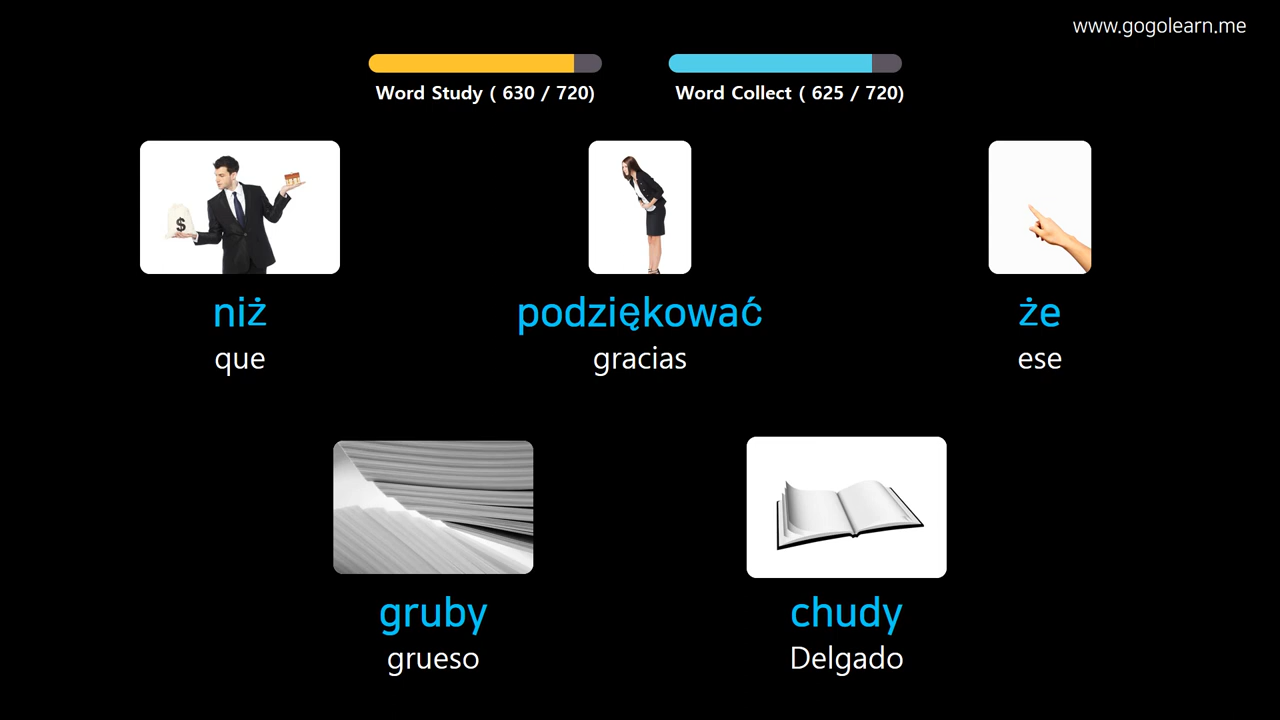 www.gogolearn.me
Word Study ( 630 / 720)
Word Collect ( 625 / 720)
$
niż
podziękować
że
que
gracias
ese
gruby
chudy
grueso
Delgado